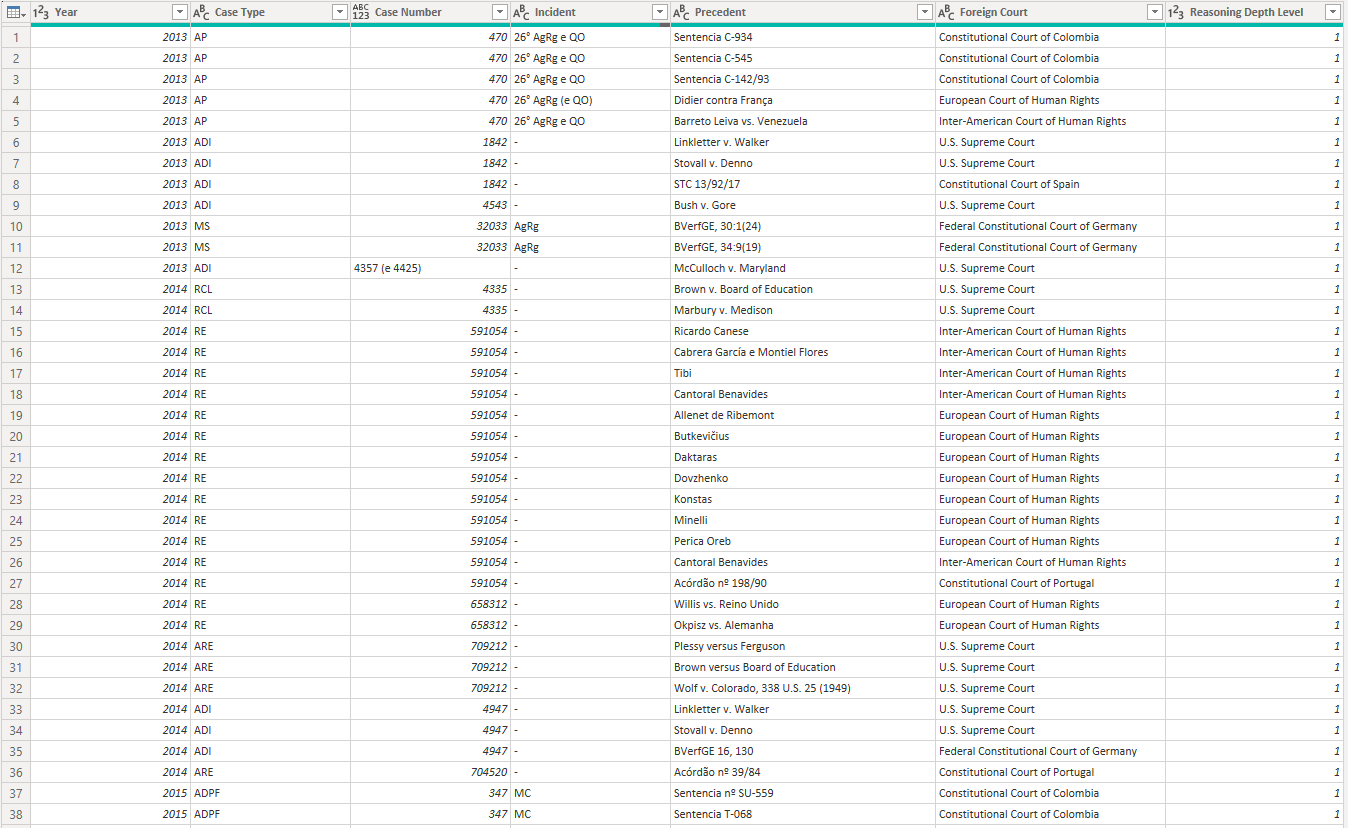 1²3 Year ABC Case Type ABC 123 Case Number ABC Incident ABC Precedent ABC Foreign Court 1²3 Reasoning Depth Level
1 2013 AP 470 26º AgRg e QO Sentencia C-934 Constitutional Court of Colombia 1
2 2013 AP 470 26º AgRg e QO Sentencia C-545 Constitutional Court of Colombia 1
3 2013 AP 470 26º AgRg e QO Sentencia C-142/93 Constitutional Court of Colombia 1
4 2013 AP 470 26º AgRg (e QO) Didier contra França European Court of Human Rights 1
5 2013 AP 470 26º AgRg e QO Barreto Leiva vs. Venezuela Inter-American Court of Human Rights 1
6 2013 ADI 1842 - Linkletter v. Walker U.S. Supreme Court 1
7 2013 ADI 1842 - Stovall v. Denno U.S. Supreme Court 1
8 2013 ADI 1842 - STC 13/92/17 Constitutional Court of Spain 1
9 2013 ADI 4543 - Bush v. Gore U.S. Supreme Court 1
10 2013 MS 32033 AgRg BVerfGE, 30:1(24) Federal Constitutional Court of Germany 1
11 2013 MS 32033 AgRg BVerfGE, 34:9(19) Federal Constitutional Court of Germany 1
12 2013 ADI 4357 (e 4425) - McCulloch v. Maryland U.S. Supreme Court 1
13 2014 RCL 4335 - Brown v. Board of Education U.S. Supreme Court 1
14 2014 RCL 4335 - Marbury v. Medison U.S. Supreme Court 1
15 2014 RE 591054 - Ricardo Canese Inter-American Court of Human Rights 1
16 2014 RE 591054 - Cabrera García e Montiel Flores Inter-American Court of Human Rights 1
17 2014 RE 591054 - Tibi Inter-American Court of Human Rights 1
18 2014 RE 591054 - Cantoral Benavides Inter-American Court of Human Rights 1
19 2014 RE 591054 - Allenet de Ribemont European Court of Human Rights 1
20 2014 RE 591054 - Butkevičius European Court of Human Rights 1
21 2014 RE 591054 - Daktaras European Court of Human Rights 1
22 2014 RE 591054 - Dovzhenko European Court of Human Rights 1
23 2014 RE 591054 - Konstas European Court of Human Rights 1
24 2014 RE 591054 - Minelli European Court of Human Rights 1
25 2014 RE 591054 - Perica Oreb European Court of Human Rights 1
26 2014 RE 591054 - Cantoral Benavides Inter-American Court of Human Rights 1
27 2014 RE 591054 - Acórdão nº 198/90 Constitutional Court of Portugal 1
28 2014 RE 658312 - Willis vs. Reino Unido European Court of Human Rights 1
29 2014 RE 658312 - Okpisz vs. Alemanha European Court of Human Rights 1
30 2014 ARE 709212 - Plessy versus Ferguson U.S. Supreme Court 1
31 2014 ARE 709212 - Brown versus Board of Education U.S. Supreme Court 1
32 2014 ARE 709212 - Wolf v. Colorado, 338 U.S. 25 (1949) U.S. Supreme Court 1
33 2014 ADI 4947 - Linkletter v. Walker U.S. Supreme Court 1
34 2014 ADI 4947 - Stovall v. Denno U.S. Supreme Court 1
35 2014 ADI 4947 - BVerfGE 16, 130 Federal Constitutional Court of Germany 1
36 2014 ARE 704520 - Acórdão nº 39/84 Constitutional Court of Portugal 1
37 2015 ADPF 347 MC Sentencia nº SU-559 Constitutional Court of Colombia 1
38 2015 ADPF 347 MC Sentencia T-068 Constitutional Court of Colombia 1